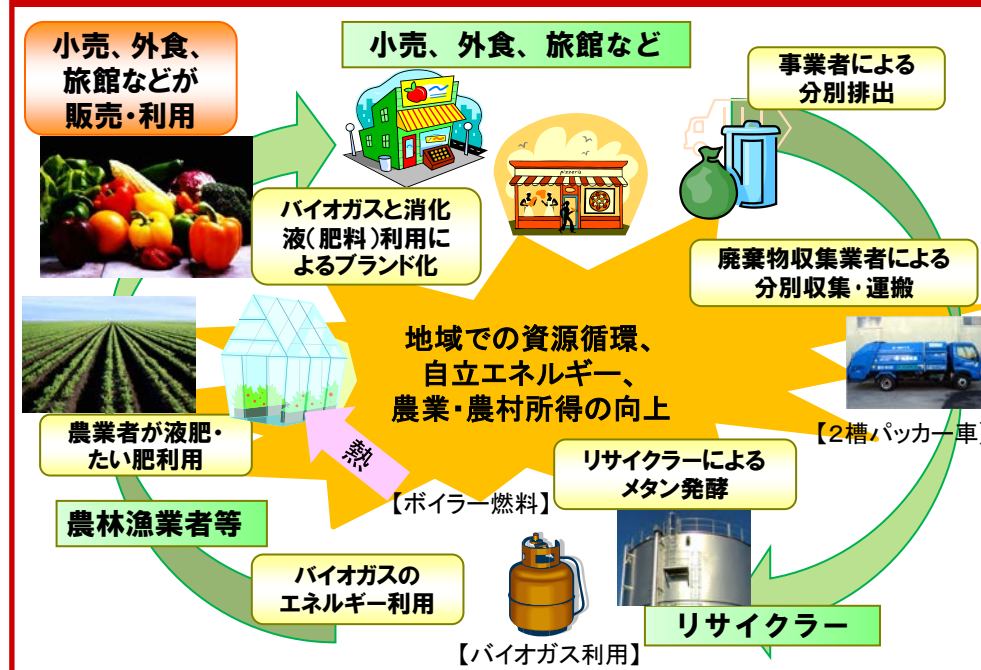 小売、外食、
旅館などが
販売・利用
小売、外食、旅館など
事業者による
分別排出
pizzeria
バイオガスと消化
液（肥料）利用に
よるブランド化
廃棄物収集業者による
分別収集・運搬
地域での資源循環、
自立エネルギー、
農業・農村所得の向上
【２槽パッカー車】
農業者が液肥・
たい肥利用
熱
リサイクラーによる
メタン発酵
【ボイラー燃料】
農林漁業者等
バイオガスの
エネルギー利用
リサイクラー
【バイオガス利用】